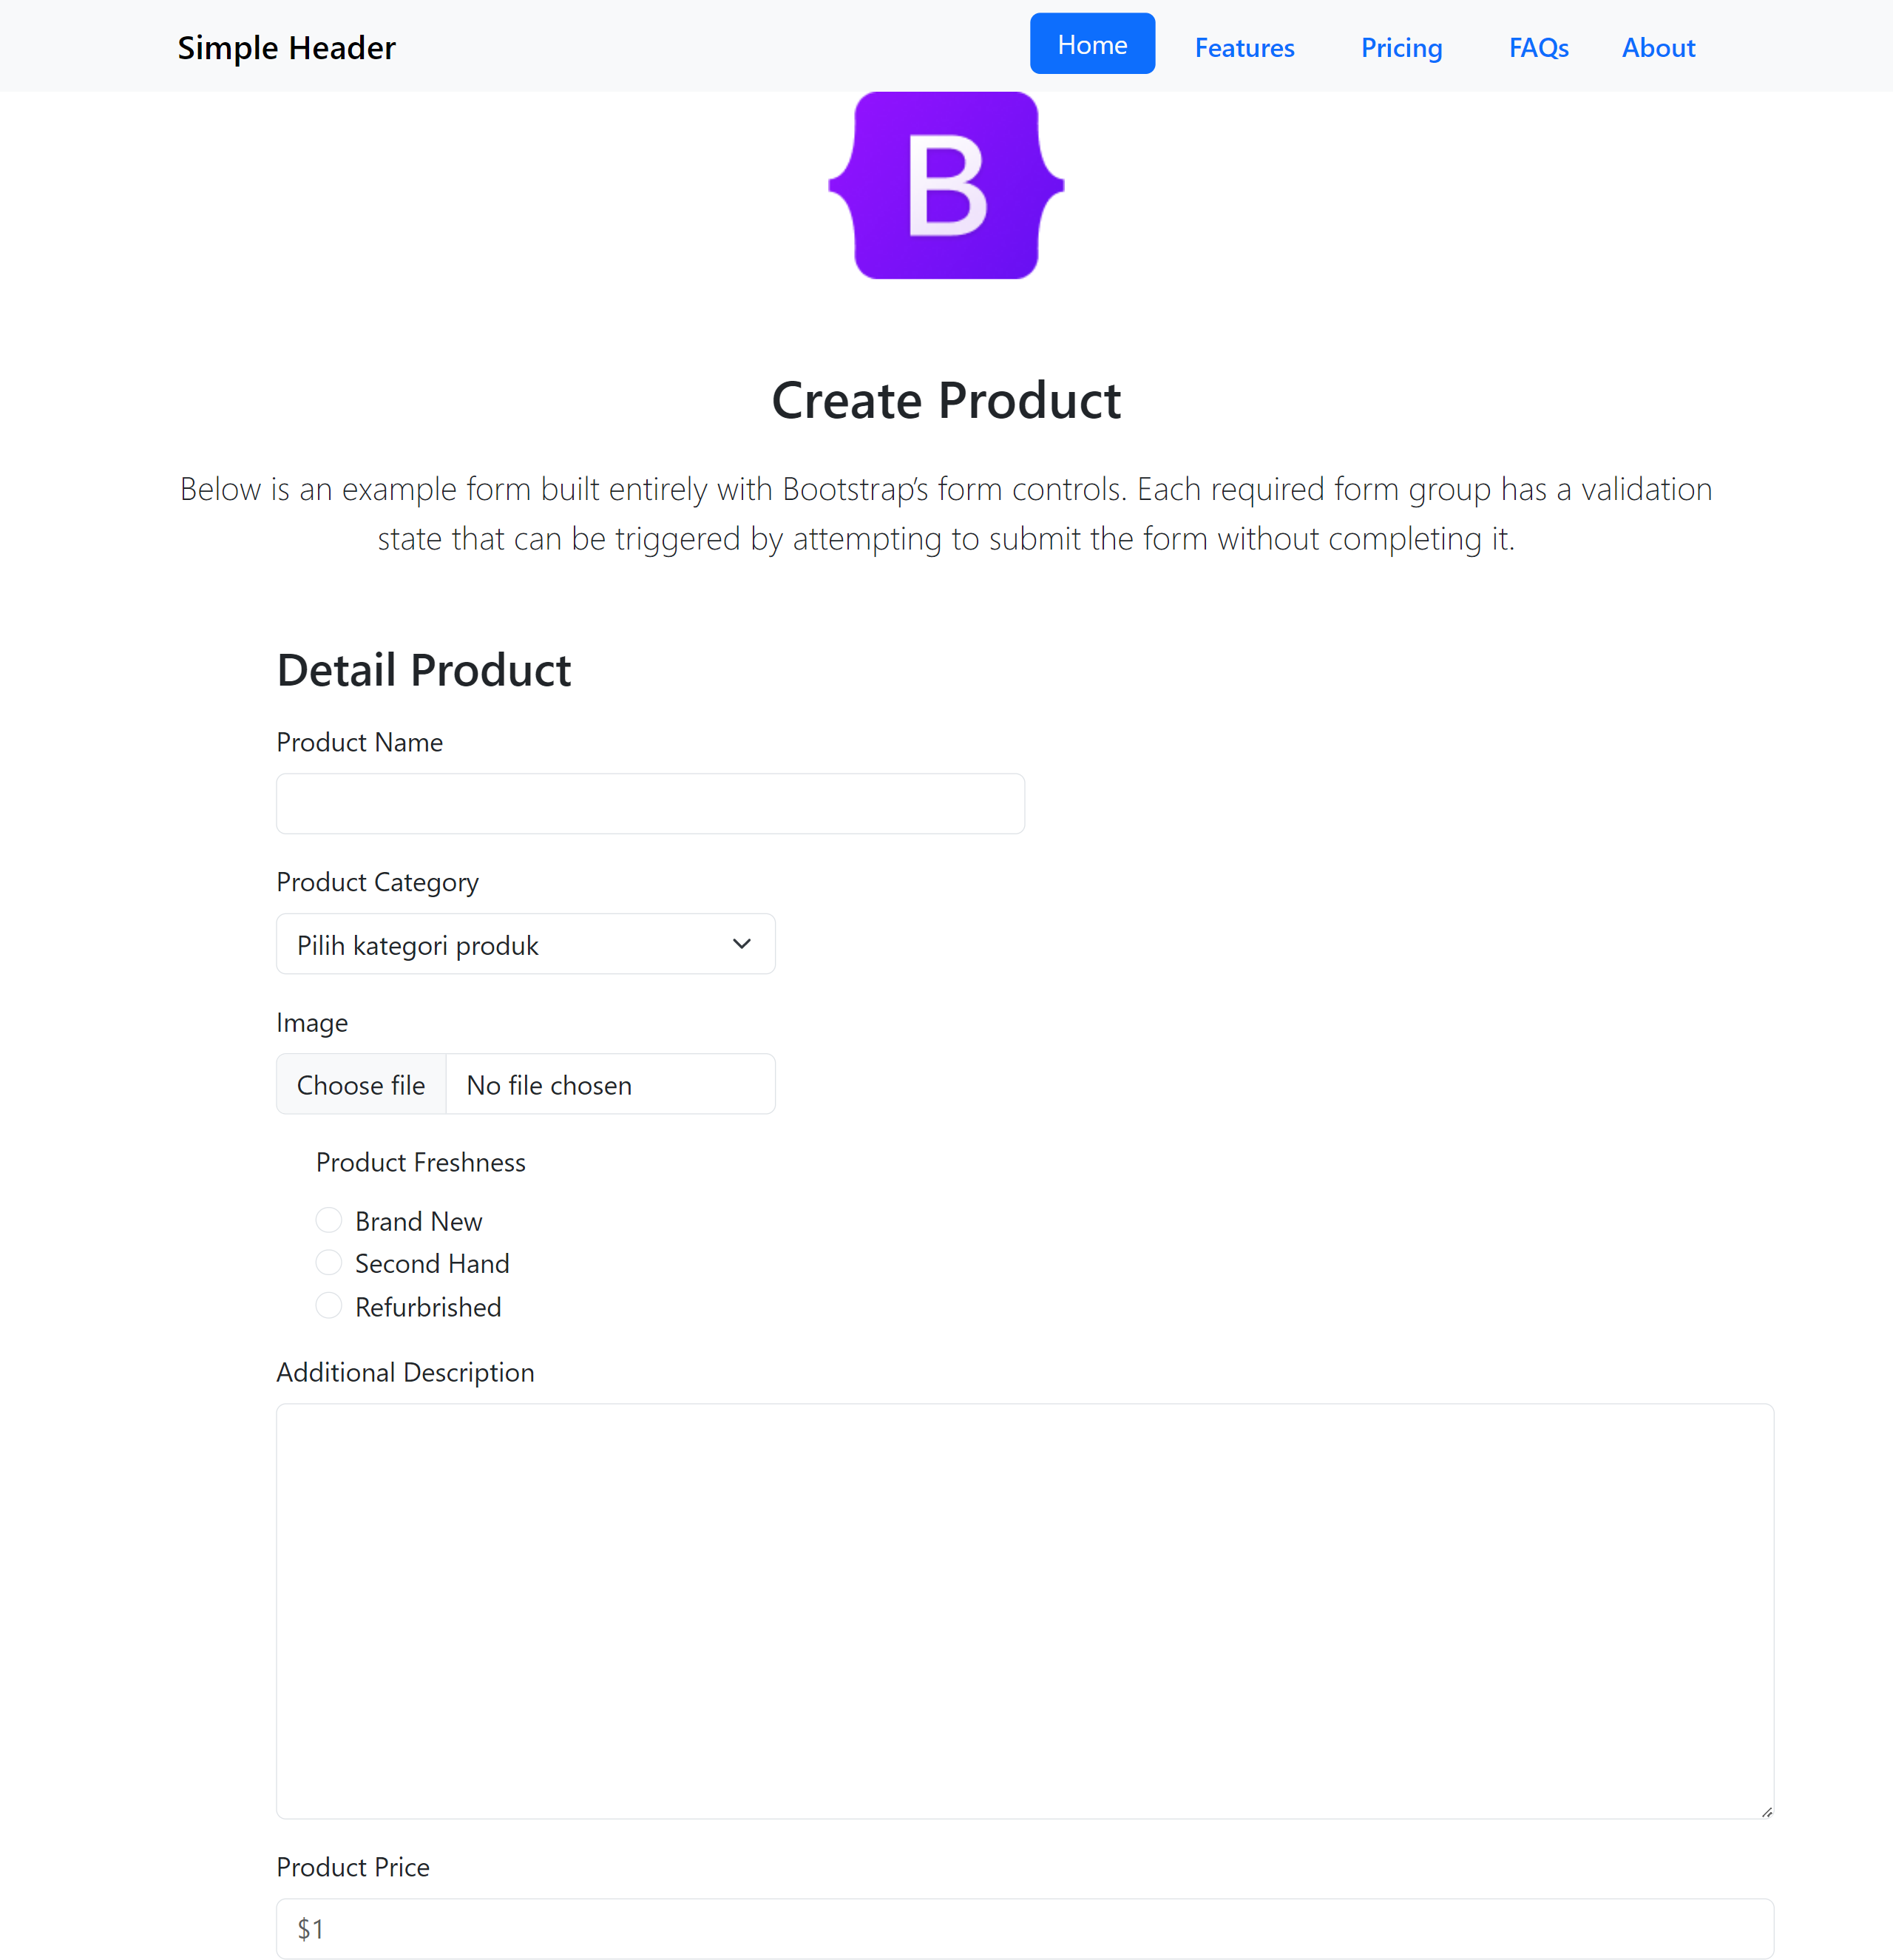 Simple Header
Home
Features
Pricing
FAQs
About
B
Create Product
Below is an example form built entirely with Bootstrap’s form controls. Each required form group has a validation
state that can be triggered by attempting to submit the form without completing it.
Detail Product
Product Name
Product Category
Pilih kategori produk
Image
Choose file
No file chosen
Product Freshness
Brand New
Second Hand
Refurbrished
Additional Description
Product Price
$1